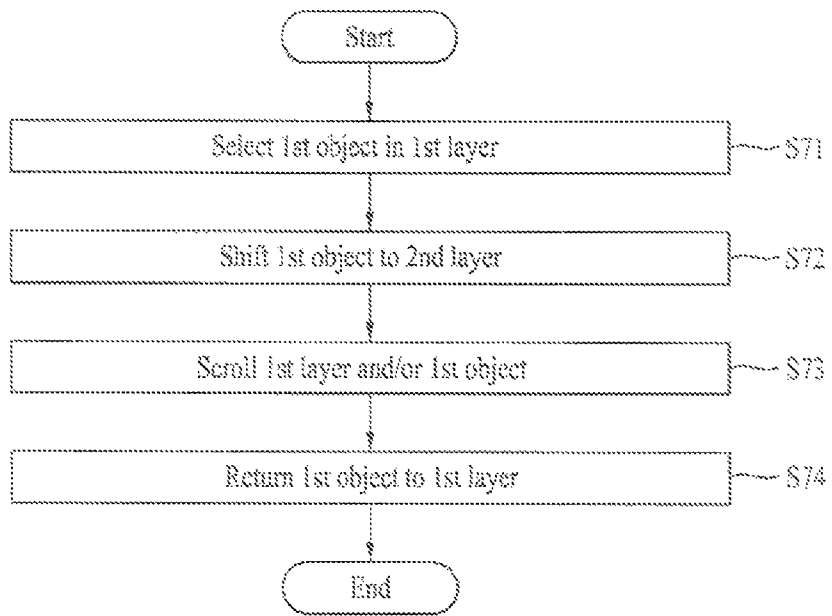 Start
Select 1st object in 1st layer
S71
Shift 1st object to 2nd layer
S72
Scroll 1st layer and/or 1st object
S73
Return 1st object to 1st layer
S74
End